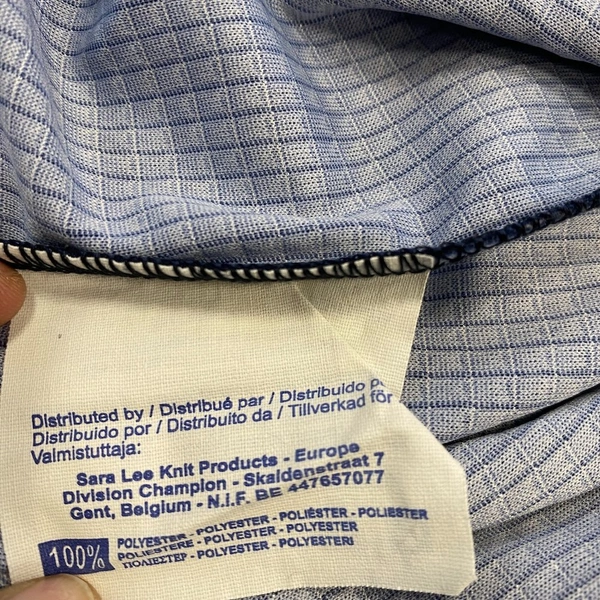 Distributed by / Distribué par / Distribuido
Distribuido por / Distribuito da / Tillverkad för
Valmistuttaja:
Sara Lee Knit Products - Europe
Division Champion - Skaldenstraat 7
Gent, Belgium - N.I.F. BE 447657077
100%
POLYESTER - POLYESTER - POLIÉSTER - POLIESTER
POLIESTERE - POLYESTER - POLYESTER
ΠΟΛΙΕΣΤΕΡ - POLYESTER - POLYESTERI